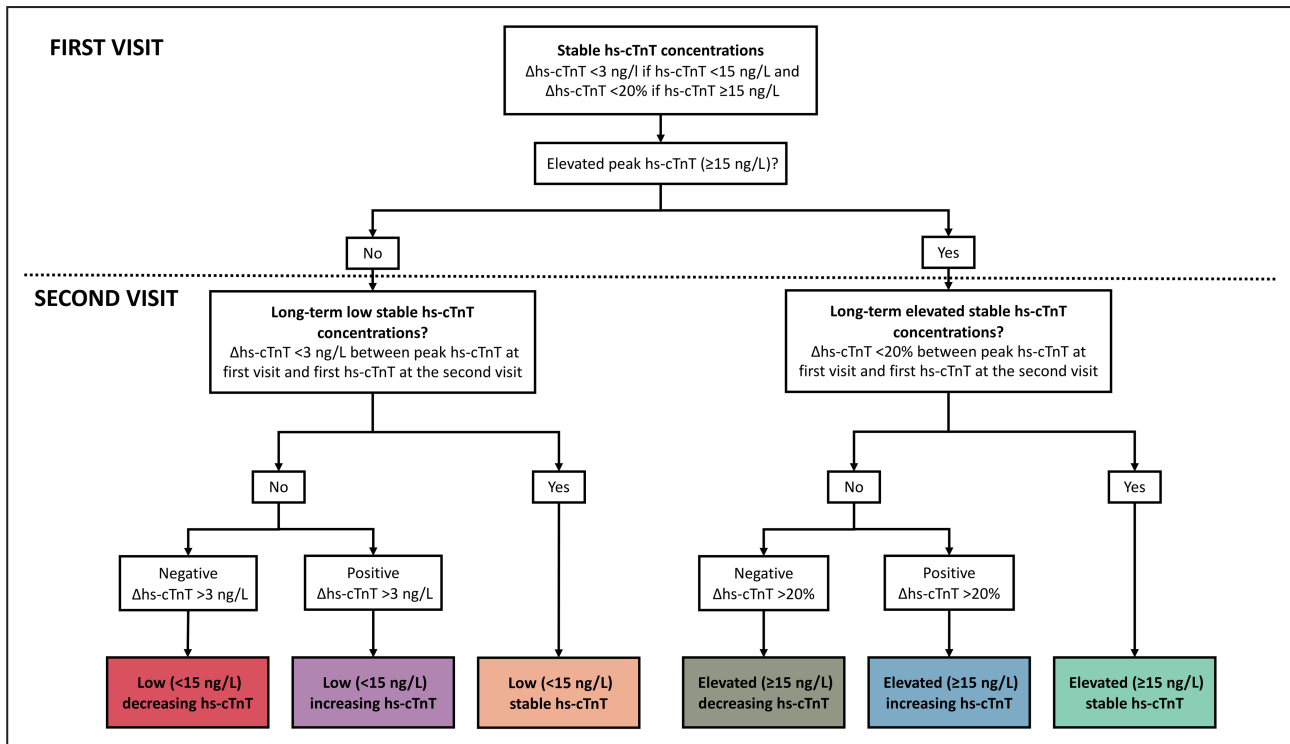 FIRST VISIT
Stable hs-cTnT concentrations
Δhs-cTnT <3 ng/l if hs-cTnT <15 ng/L and
Δhs-cTnT <20% if hs-cTnT ≥15 ng/L
Elevated peak hs-cTnT (≥15 ng/L)?
No
Yes
SECOND VISIT
Long-term low stable hs-cTnT
concentrations?
Δhs-cTnT <3 ng/L between peak hs-cTnT at
first visit and first hs-cTnT at the second visit
Long-term elevated stable hs-cTnT
concentrations?
Δhs-cTnT <20% between peak hs-cTnT at
first visit and first hs-cTnT at the second visit
No
Yes
No
Yes
Negative
Δhs-cTnT >3 ng/L
Positive
Δhs-cTnT >3 ng/L
Negative
Δhs-cTnT >20%
Positive
Δhs-cTnT >20%
Low (<15 ng/L)
decreasing hs-cTnT
Low (<15 ng/L)
increasing hs-cTnT
Low (<15 ng/L)
stable hs-cTnT
Elevated (≥15 ng/L)
decreasing hs-cTnT
Elevated (≥15 ng/L)
increasing hs-cTnT
Elevated (≥15 ng/L)
stable hs-cTnT